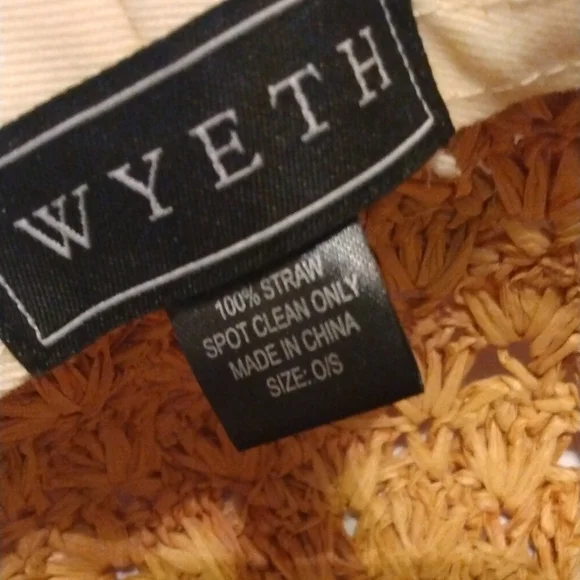 WYETH
100% STRAW
SPOT CLEAN ONLY
MADE IN CHINA
SIZE: O/S